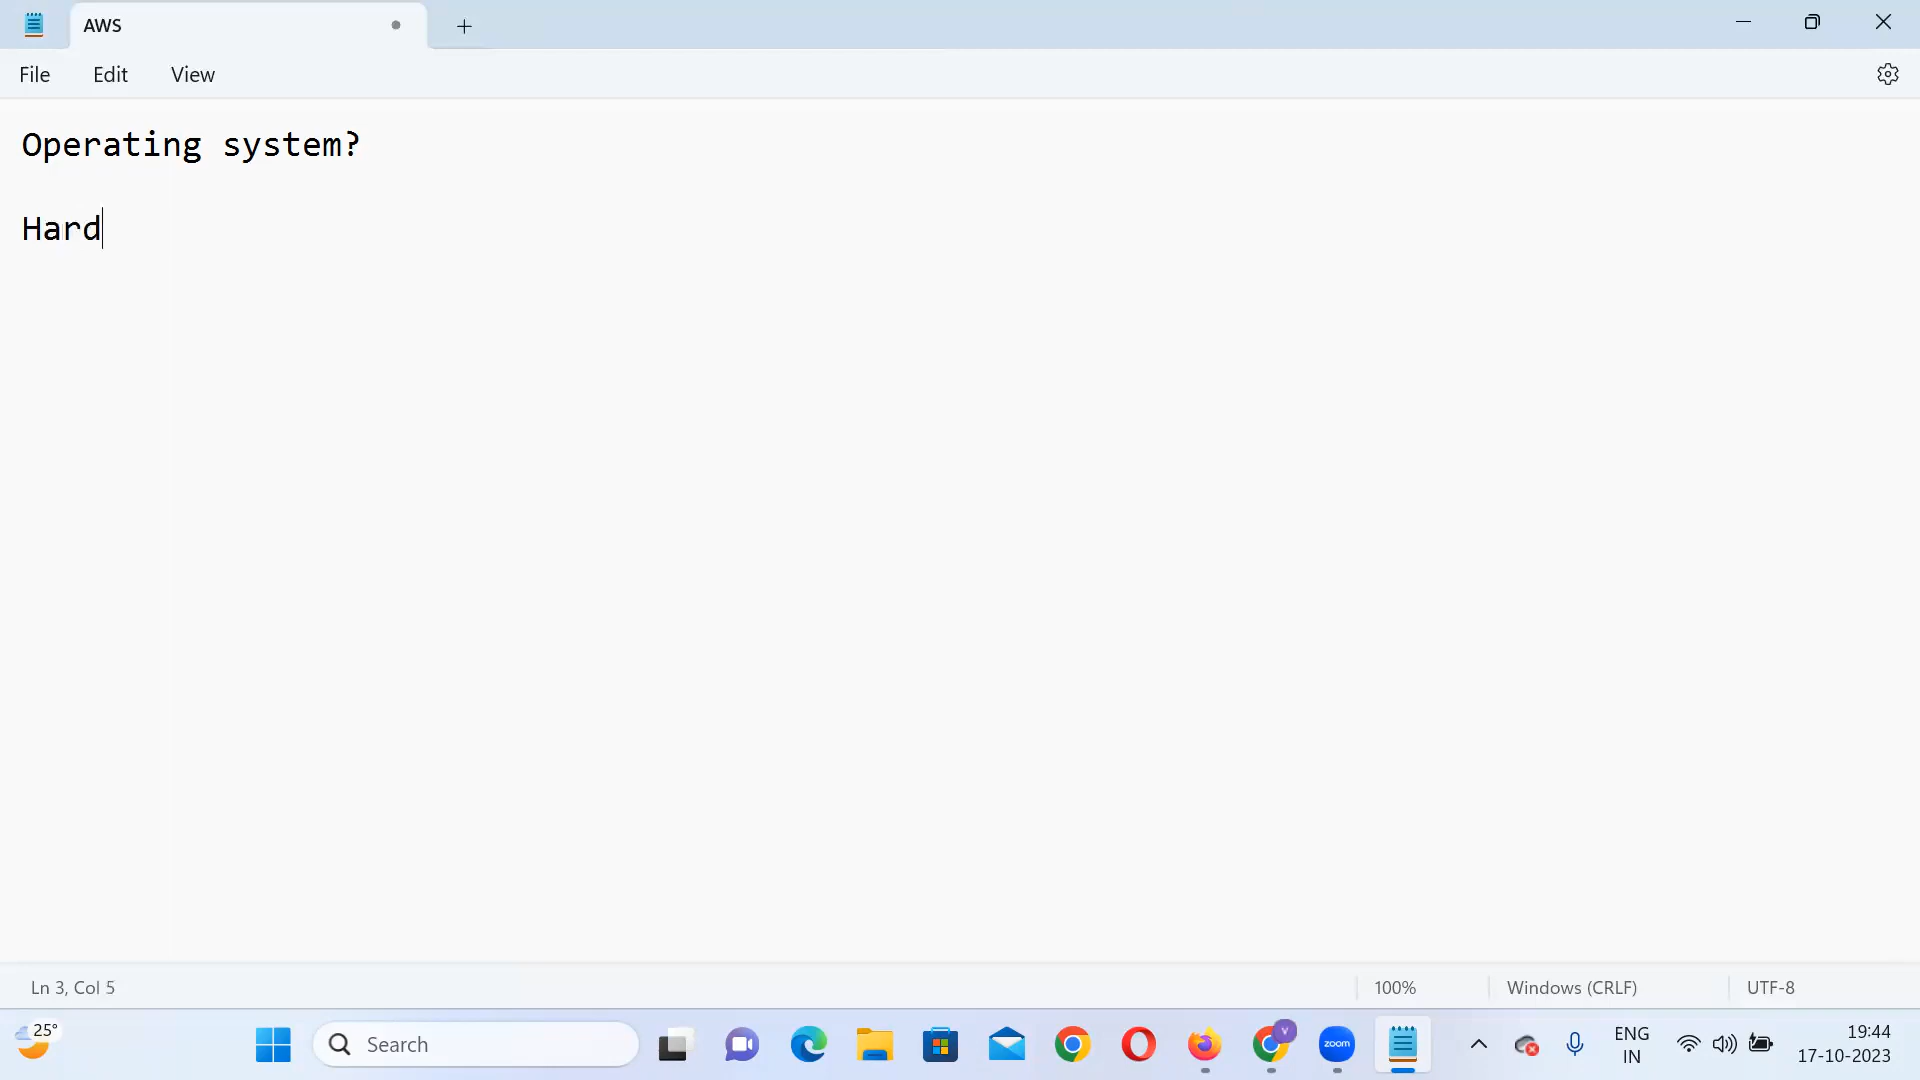 AWS
File Edit View
Operating system?
Hard
Ln 3, Col 5 100% Windows (CRLF) UTF-8
25° Search zoom V ENG 19:44
IN 17-10-2023